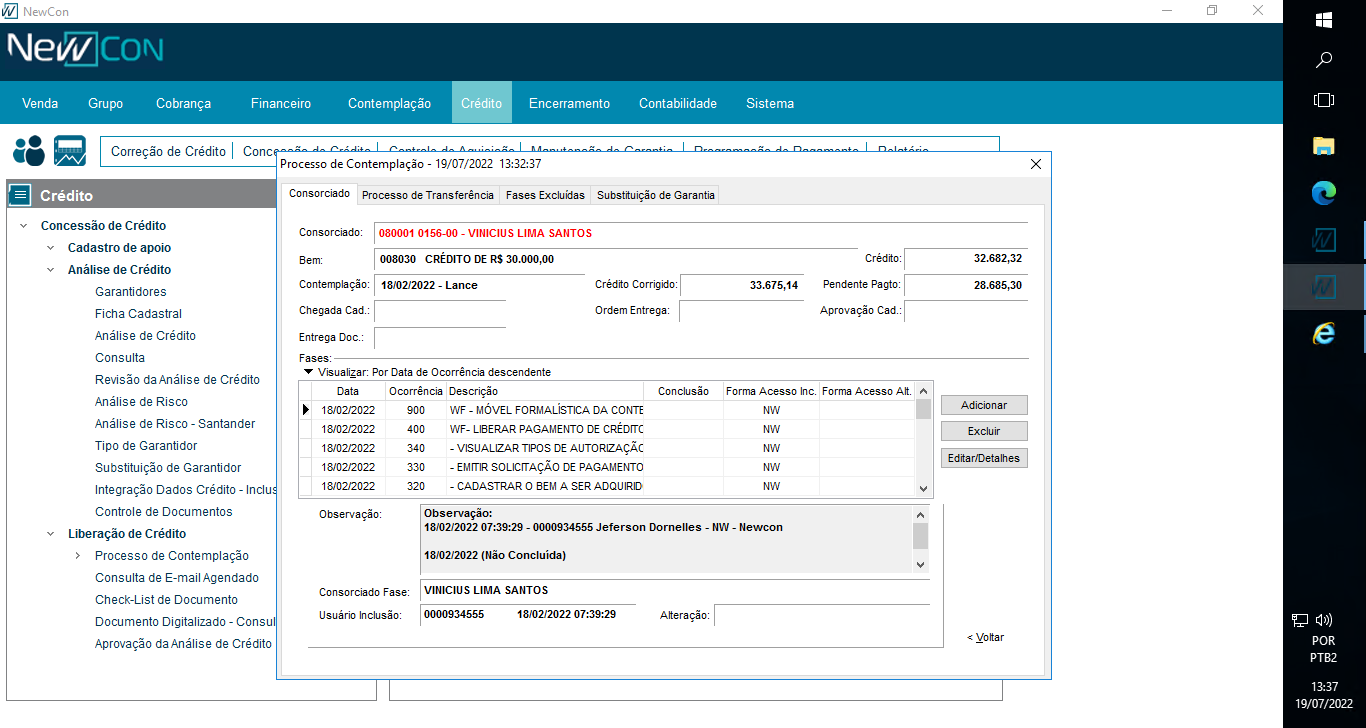 NewCon
NewCon
Venda Grupo Cobrança Financeiro Contemplação Crédito Encerramento Contabilidade Sistema
Correção de Crédito Concessão de Crédito Controle de Aquisição Manutenção de Garantia Programação de Pagamento Relatório
Crédito
Concessão de Crédito
Cadastro de apoio
Análise de Crédito
Garantidores
Ficha Cadastral
Análise de Crédito
Consulta
Revisão da Análise de Crédito
Análise de Risco
Análise de Risco - Santander
Tipo de Garantidor
Substituição de Garantidor
Integração Dados Crédito - Inclus
Controle de Documentos
Liberação de Crédito
Processo de Contemplação
Consulta de E-mail Agendado
Check-List de Documento
Documento Digitalizado - Consul
Aprovação da Análise de Crédito
Processo de Contemplação - 19/07/2022 13:32:37
Consorciado Processo de Transferência Fases Excluídas Substituição de Garantia
Consorciado: 080001 0156-00 - VINICIUS LIMA SANTOS
Bem: 008030 CRÉDITO DE R$ 30.000,00 Crédito: 32.682,32
Contemplação: 18/02/2022 - Lance Crédito Corrigido: 33.675,14 Pendente Pagto: 28.685,30
Chegada Cad.: Ordem Entrega: Aprovação Cad.:
Entrega Doc.:
Fases:
Visualizar: Por Data de Ocorrência descendente
Data Ocorrência Descrição Conclusão Forma Acesso Inc. Forma Acesso Alt.
18/02/2022 900 WF - MÓVEL FORMALÍSTICA DA CONTE NW
18/02/2022 400 WF- LIBERAR PAGAMENTO DE CRÉDITO NW
18/02/2022 340 - VISUALIZAR TIPOS DE AUTORIZAÇÃO NW
18/02/2022 330 - EMITIR SOLICITAÇÃO DE PAGAMENTO NW
18/02/2022 320 - CADASTRAR O BEM A SER ADQUIRID NW
Adicionar
Excluir
Editar/Detalhes
Observação: Observação:
18/02/2022 07:39:29 - 0000934555 Jeferson Dornelles - NW - Newcon
18/02/2022 (Não Concluída)
Consorciado Fase: VINICIUS LIMA SANTOS
Usuário Inclusão: 0000934555 18/02/2022 07:39:29 Alteração:
< Voltar
POR
PTB2
13:37
19/07/2022